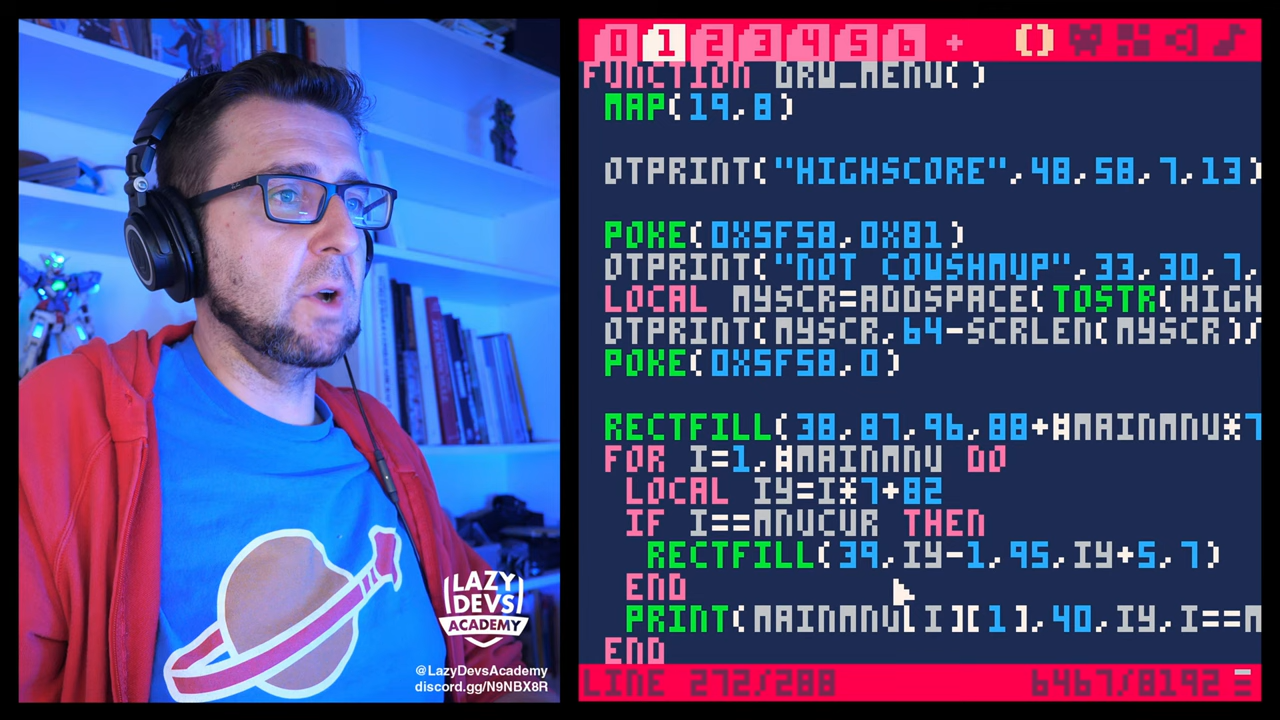 LAZY
DEVS
ACADEMY
@LazyDevsAcademy
discord.gg/N9NBX8R
0 1 2 3 4 5 6 +
FUNCTION DRW_MENU()
MAP(19,8)
OTPRINT("HIGHSCORE",48,58,7,13)
POKE(0X5F58,0X81)
OTPRINT("NOT COWSHMUP",33,30,7,
LOCAL MYSCR=ADDSPACE(TOSTR(HIGH
OTPRINT(MYSCR,64-SCRLEN(MYSCR)/
POKE(0X5F58,0)
RECTFILL(38,87,96,88+#MAINMNU*7
FOR I=1,#MAINMNU DO
LOCAL IY=I*7+82
IF I==MNUCUR THEN
RECTFILL(39,IY-1,95,IY+5,7)
END
PRINT(MAINMNU[I][1],40,IY,I==M
END
LINE 272/288 6467/8192